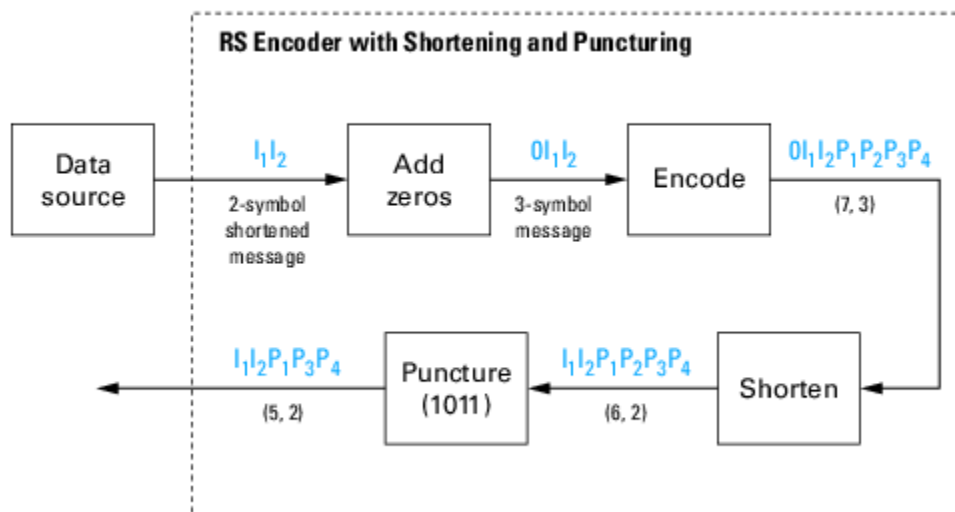 RS Encoder with Shortening and Puncturing
Data
source
I₁I₂
2-symbol
shortened
message
Add
zeros
0I₁I₂
3-symbol
message
Encode
0I₁I₂P₁P₂P₃P₄
(7, 3)
I₁I₂P₁P₃P₄
(5, 2)
Puncture
(1011)
I₁I₂P₁P₂P₃P₄
(6, 2)
Shorten